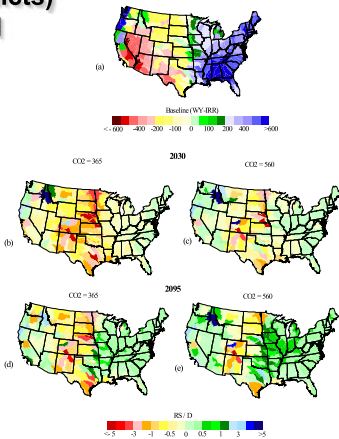 ets)
(a)
Baseline (WY-IRR)
<-600 -400 -200 -100 0 100 200 400 >600
2030
CO2 = 365 CO2 = 560
(b) (c)
2095
CO2 = 365 CO2 = 560
(d) (e)
RS / D
<-5 -3 -1 -0.5 0 0.5 1 3 >5